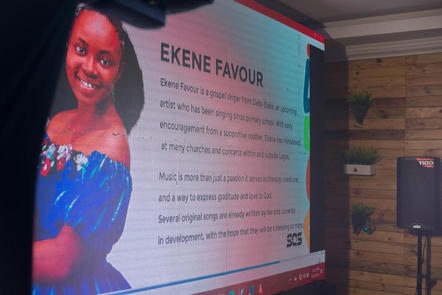 EKENE FAVOUR
Ekene Favour is a gospel singer from Delta State, an upcoming
artist who has been singing since primary school. With early
encouragement from a supportive mother, Ekene has ministered
at many churches and concerts within and outside Lagos.
Music is more than just a passion it serves as therapy, medicine,
and a way to express gratitude and love to God.
Several original songs are already written by her and currently
in development, with the hope that they will be a blessing to many.
SGS